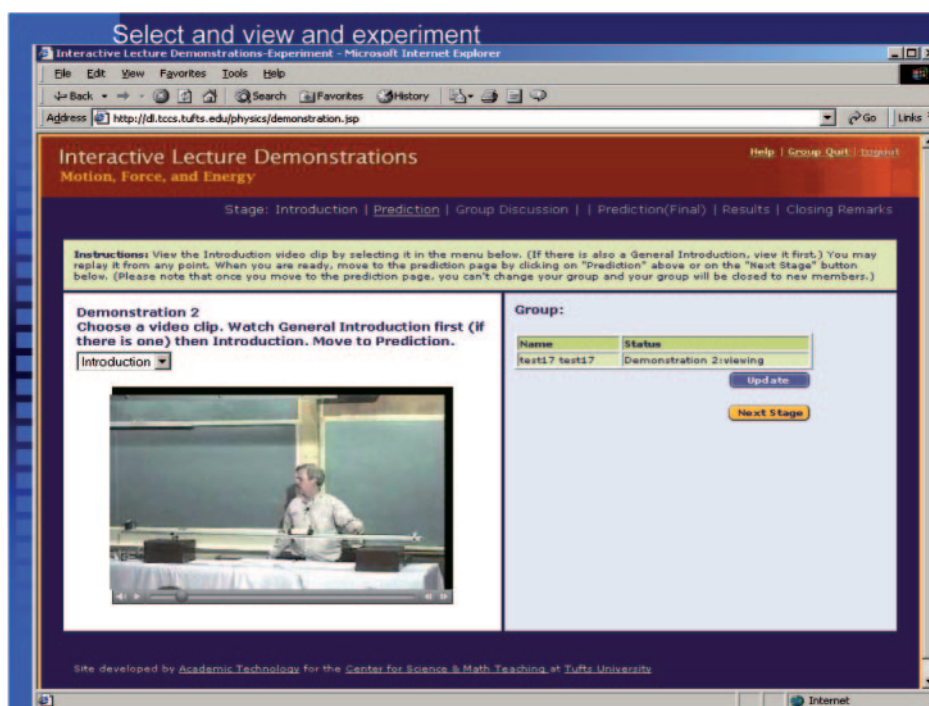 Select and view and experiment
Interactive Lecture Demonstrations-Experiment - Microsoft Internet Explorer
File Edit View Favorites Tools Help
Back Search Favorites History
Address http://dl.tccs.tufts.edu/physics/demonstration.jsp Go Links
Interactive Lecture Demonstrations
Help | Group Quit | Logout
Motion, Force, and Energy
Stage: Introduction | Prediction | Group Discussion | | Prediction(Final) | Results | Closing Remarks
Instructions: View the Introduction video clip by selecting it in the menu below. (If there is also a General Introduction, view it first.) You may
replay it from any point. When you are ready, move to the prediction page by clicking on "Prediction" above or on the "Next Stage" button
below. (Please note that once you move to the prediction page, you can't change your group and your group will be closed to new members.)
Demonstration 2
Choose a video clip. Watch General Introduction first (if
there is one) then Introduction. Move to Prediction.
Introduction
Group:
Name Status
test17 test17 Demonstration 2:viewing
Update
Next Stage
Site developed by Academic Technology for the Center for Science & Math Teaching at Tufts University
Internet